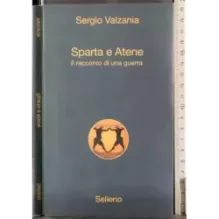 Sergio Valzania
Sparta e Atene
Il racconto di una guerra
Sellerio